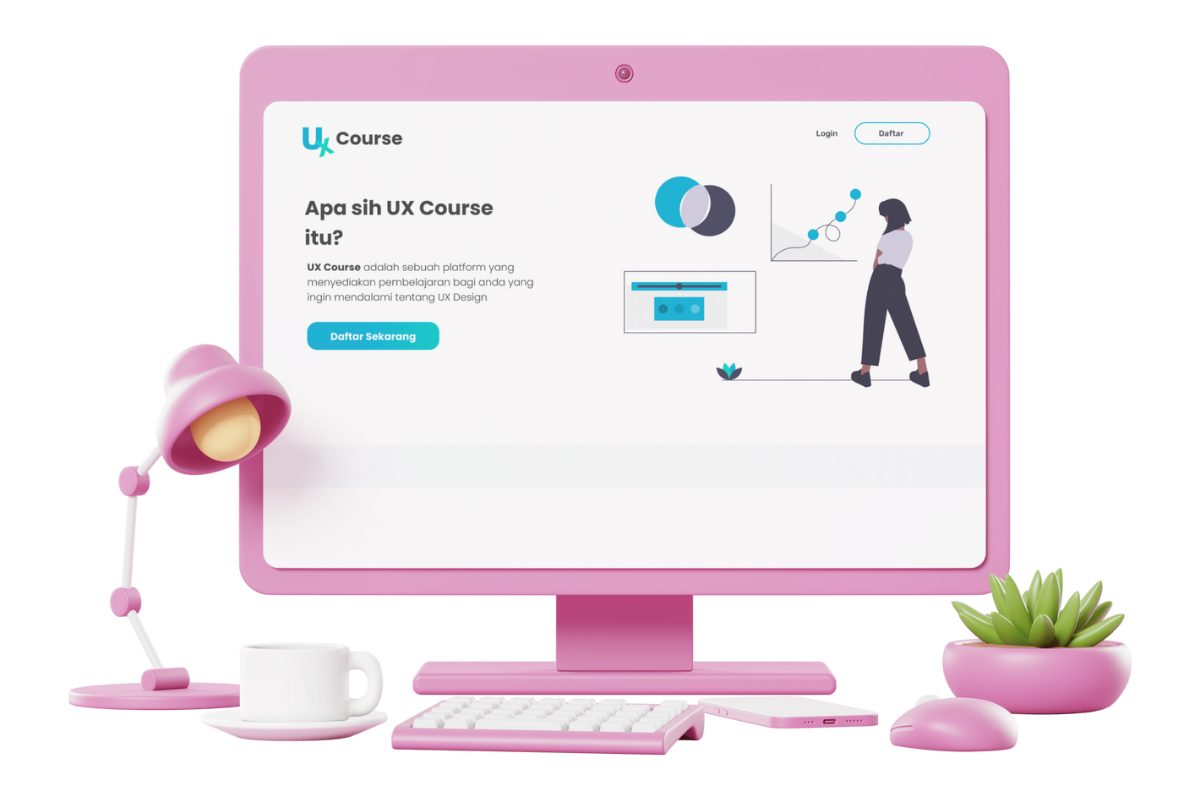 Ux Course
Login
Daftar
Apa sih UX Course
itu?
UX Course adalah sebuah platform yang
menyediakan pembelajaran bagi anda yang
ingin mendalami tentang UX Design
Daftar Sekarang